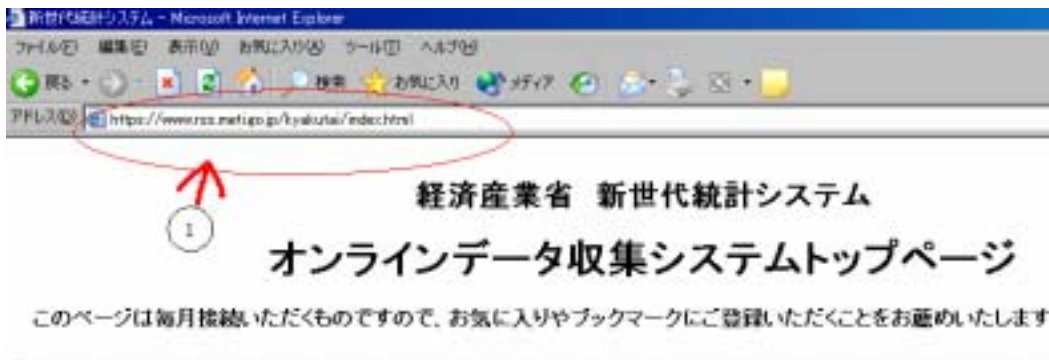 新世代統計システム - Microsoft Internet Explorer
ファイル(F) 編集(E) 表示(V) お気に入り(A) ツール(T) ヘルプ(H)
戻る 検索 お気に入り メディア
アドレス(D) https://www.rss.meti.go.jp/kyakutai/index.html
1
経済産業省 新世代統計システム
オンラインデータ収集システムトップページ
このページは毎月接続いただくものですので、お気に入りやブックマークにご登録いただくことをお薦めいたします